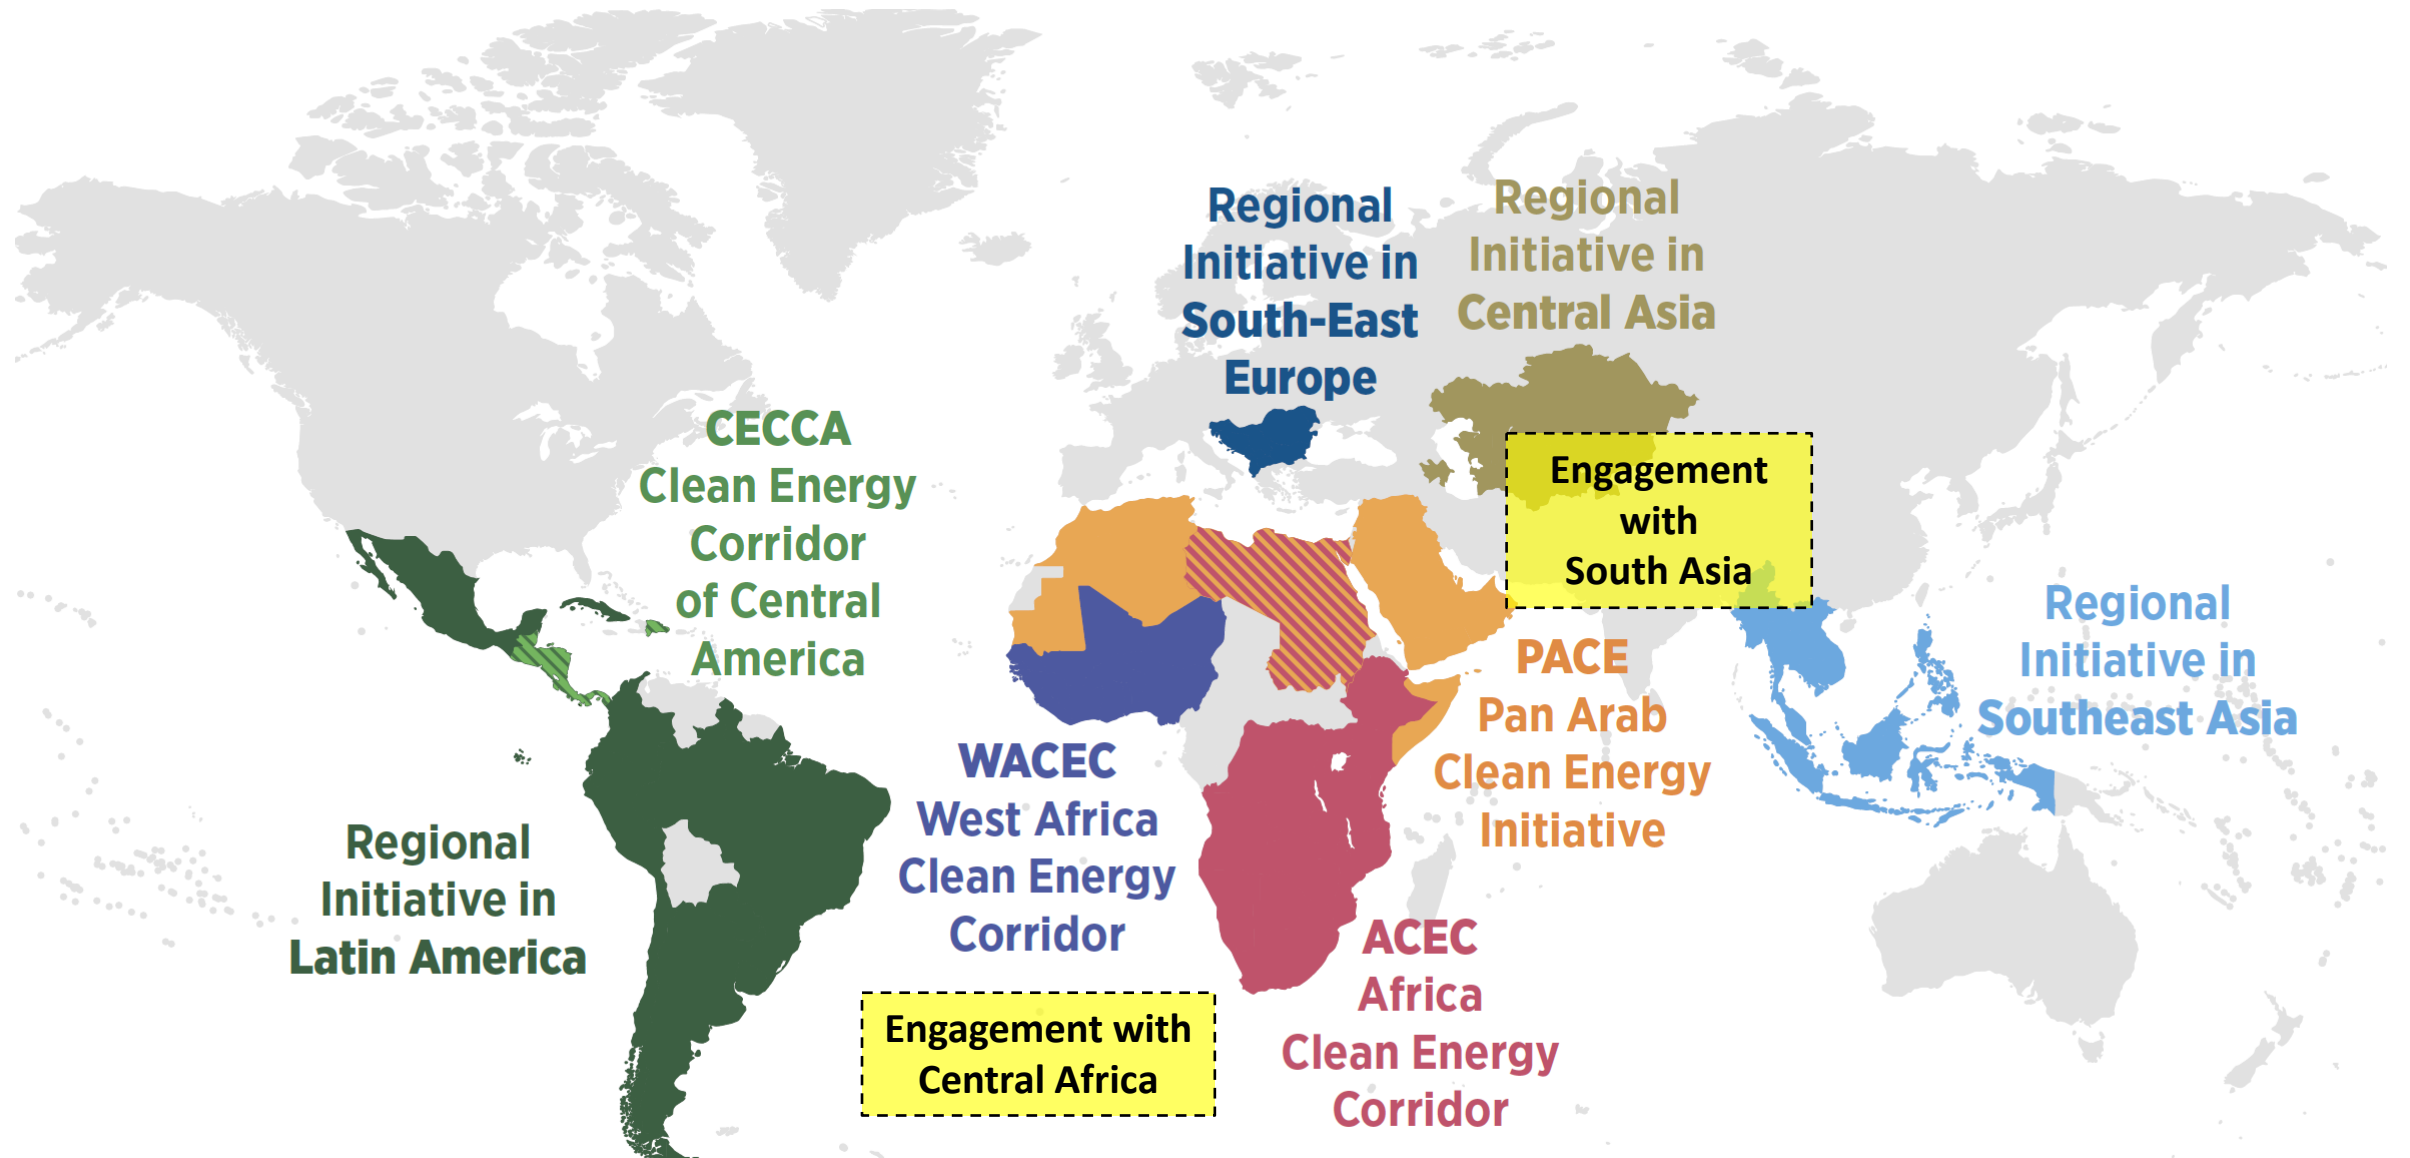 Regional
Initiative in
South-East
Europe
Regional
Initiative in
Central Asia
CECCA
Clean Energy
Corridor
of Central
America
Engagement
with
South Asia
Regional
Initiative in
Southeast Asia
PACE
Pan Arab
Clean Energy
Initiative
WACEC
West Africa
Clean Energy
Corridor
Regional
Initiative in
Latin America
ACEC
Africa
Clean Energy
Corridor
Engagement with
Central Africa